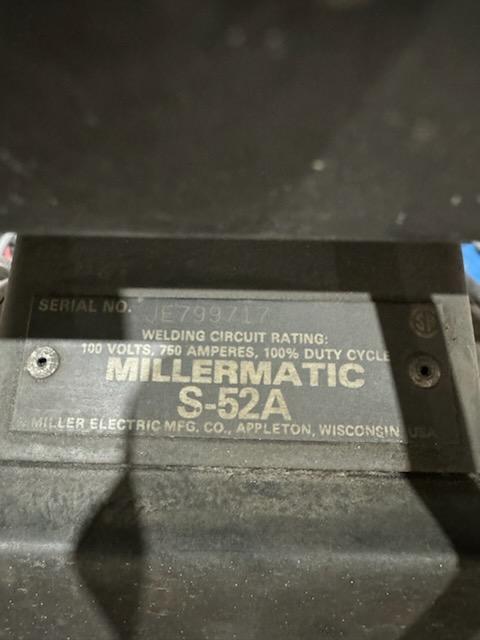 SERIAL NO. JE799717
WELDING CIRCUIT RATING:
100 VOLTS, 750 AMPERES, 100% DUTY CYCLE
MILLERMATIC
S-52A
MILLER ELECTRIC MFG. CO., APPLETON, WISCONSIN, USA